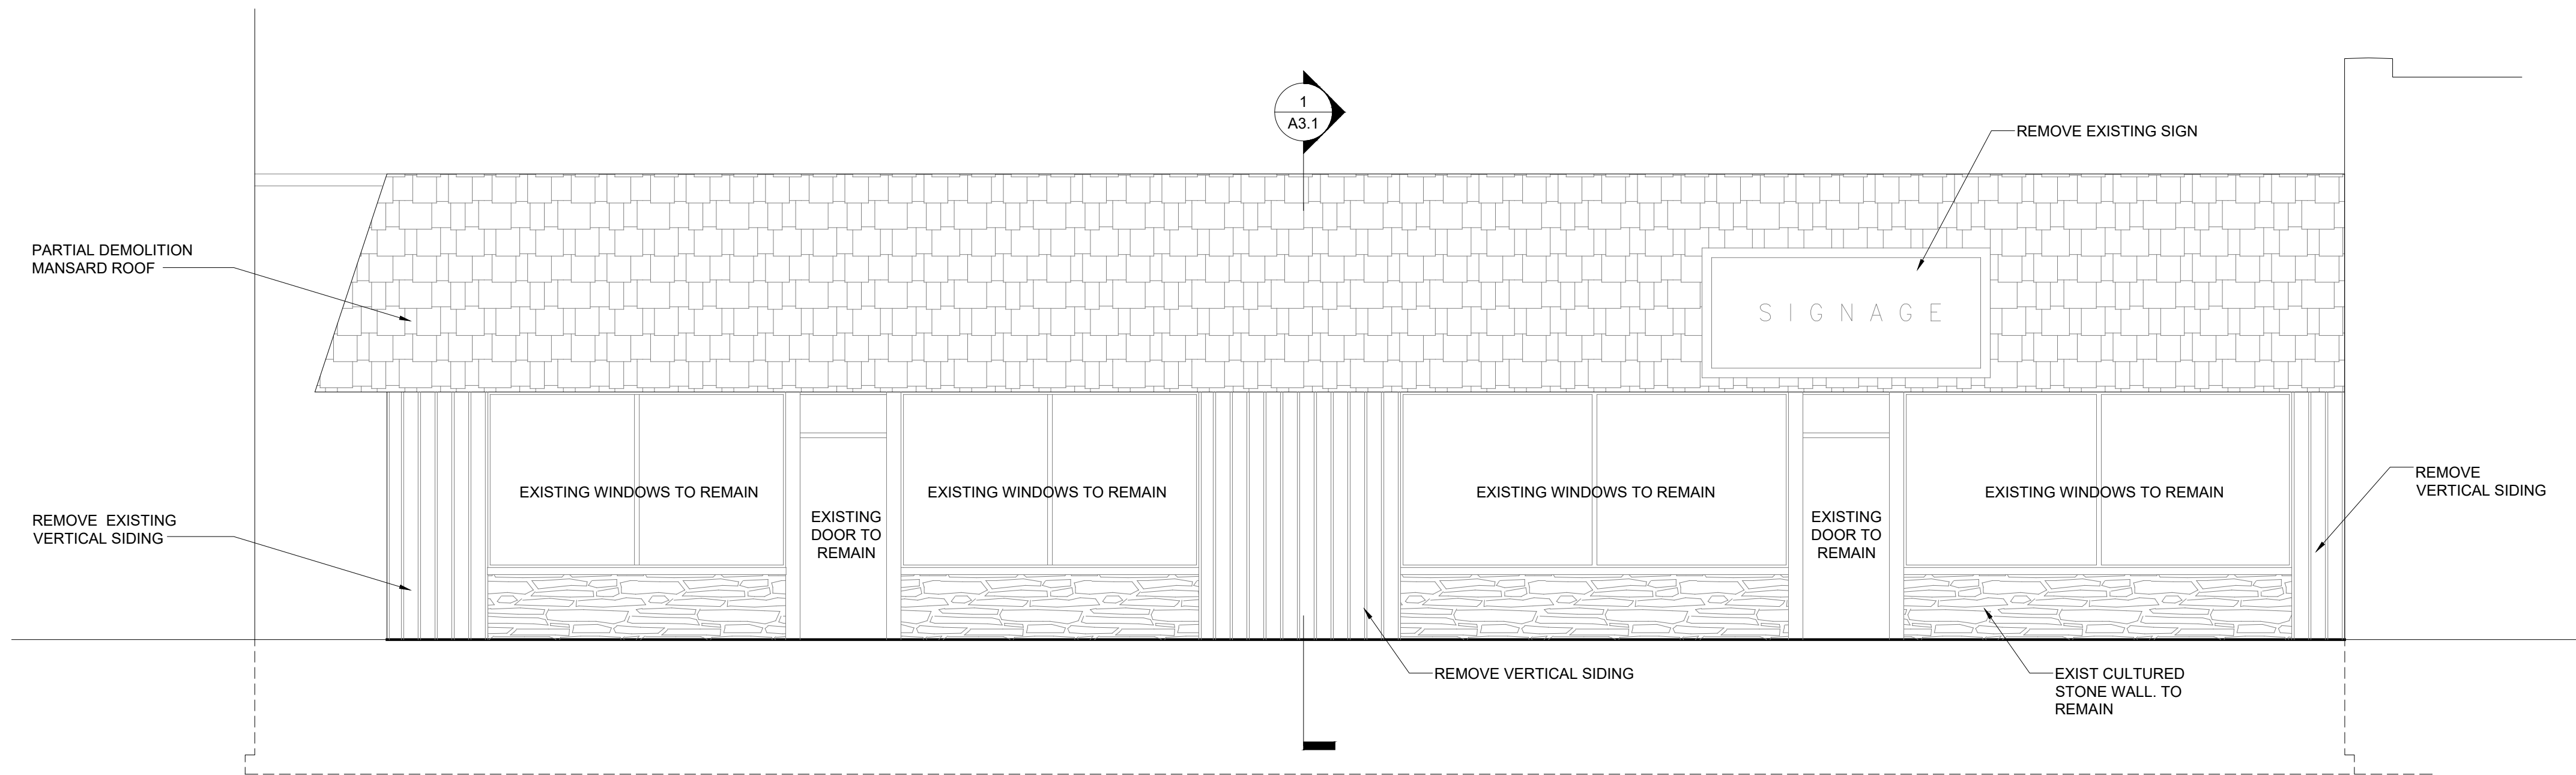 1
A3.1
REMOVE EXISTING SIGN
PARTIAL DEMOLITION
MANSARD ROOF
SIGNAGE
EXISTING WINDOWS TO REMAIN
EXISTING WINDOWS TO REMAIN
EXISTING WINDOWS TO REMAIN
EXISTING WINDOWS TO REMAIN
REMOVE
VERTICAL SIDING
REMOVE EXISTING
VERTICAL SIDING
EXISTING
DOOR TO
REMAIN
EXISTING
DOOR TO
REMAIN
REMOVE VERTICAL SIDING
EXIST CULTURED
STONE WALL. TO
REMAIN